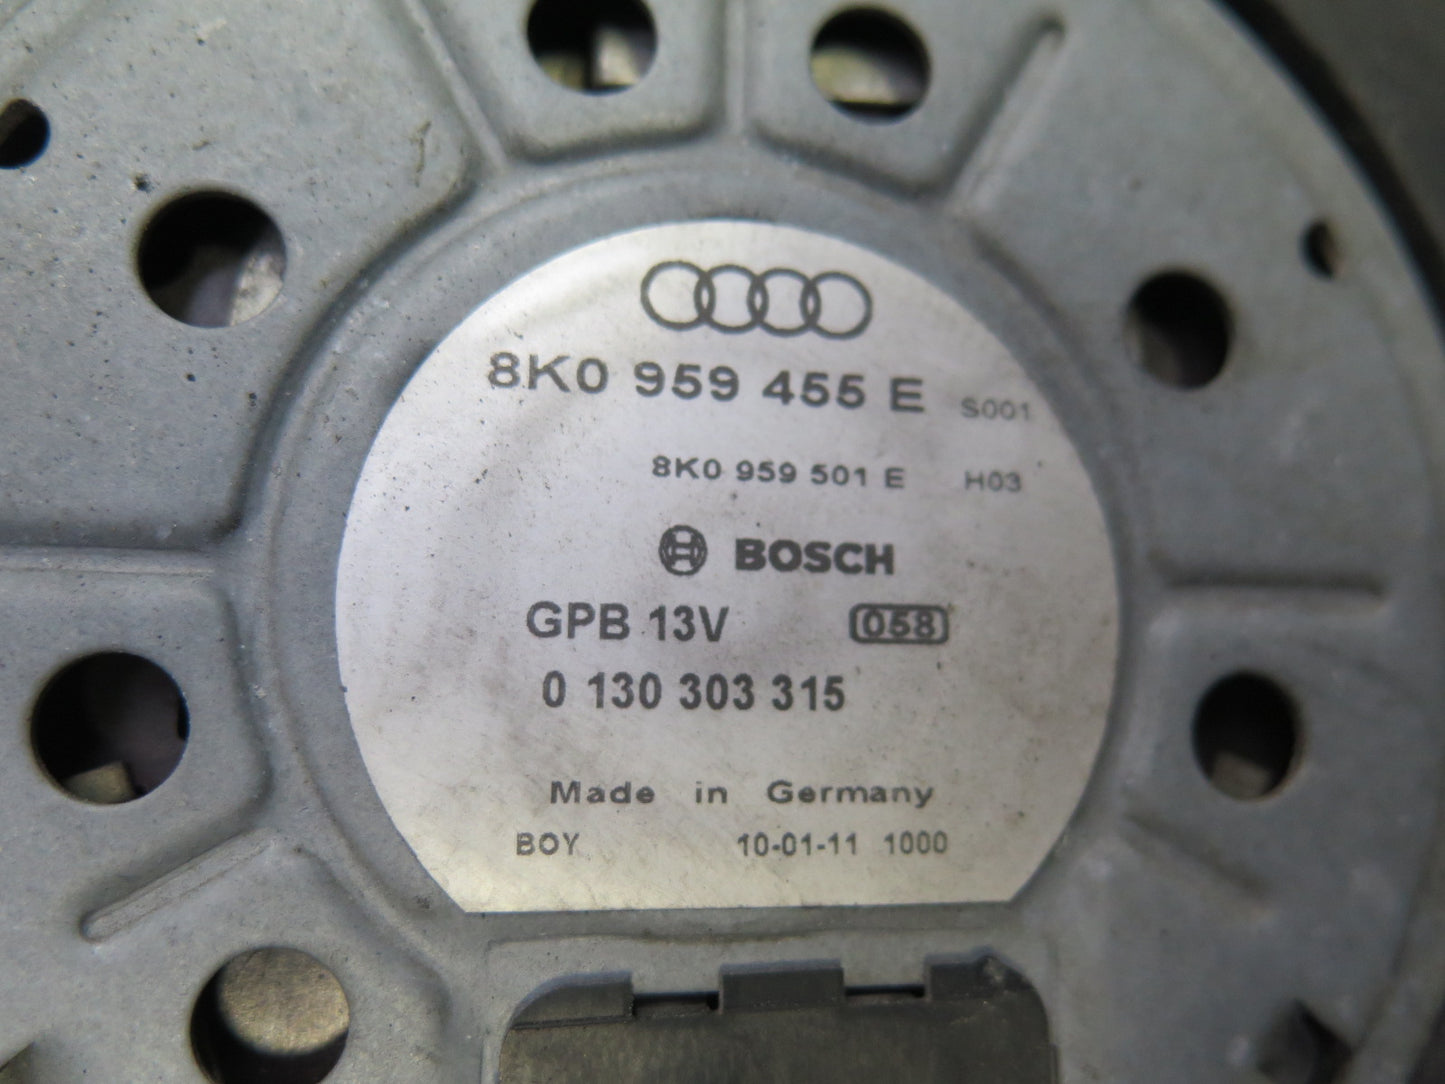 8K0 959 455 E S001
8K0 959 501 E H03
BOSCH
GPB 13V 058
0 130 303 315
Made in Germany
BOY 10-01-11 1000